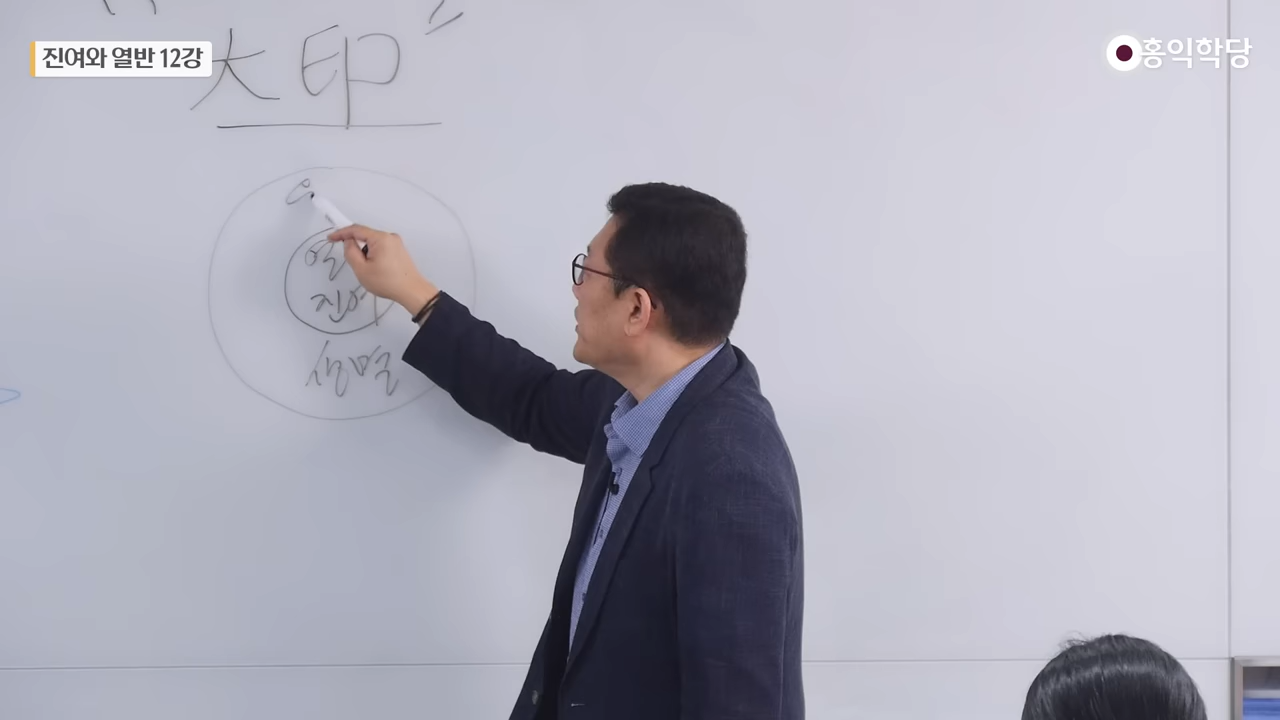 진여와 열반 12강
홍익학당
大印
진여
생멸